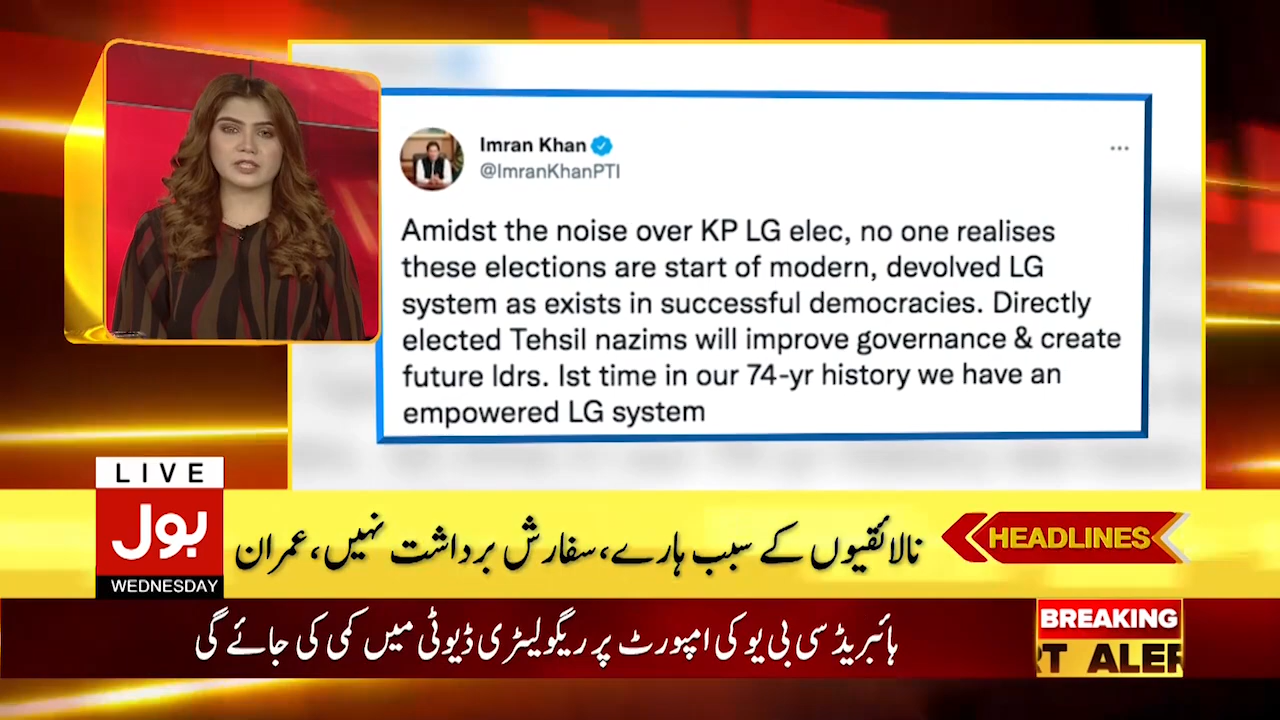 Imran Khan
@ImranKhanPTI
Amidst the noise over KP LG elec, no one realises
these elections are start of modern, devolved LG
system as exists in successful democracies. Directly
elected Tehsil nazims will improve governance & create
future ldrs. Ist time in our 74-yr history we have an
empowered LG system
LIVE
بول
WEDNESDAY
نالائقیوں کے سبب ہارے، سفارش برداشت نہیں، عمران
HEADLINES
ہائبرڈ سی بی یو کی امپورٹ پر ریگولیٹری ڈیوٹی میں کمی کی جائے گی
BREAKING
RT ALER